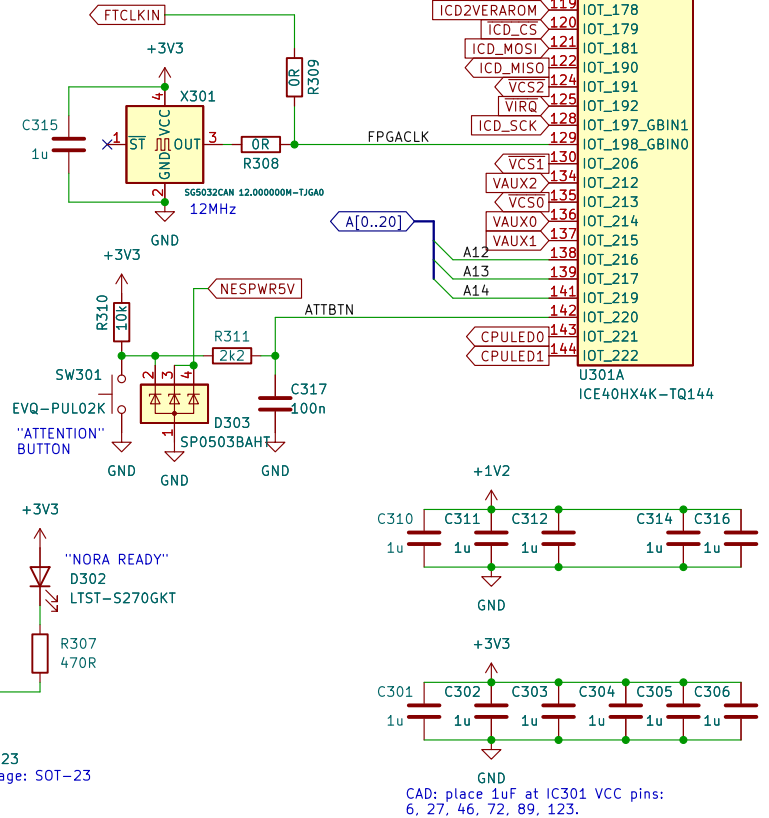 FTCLKIN
+3V3
R309
0R
X301
C315
1u
1
ST
4
VCC
GND
OUT
3
2
0R
R308
FPGACLK
SG5032CAN 12.000000M-TJGA0
12MHz
GND
ICD2VERAROM 119 IOT_178
ICD_CS 120 IOT_179
ICD_MOSI 121 IOT_181
ICD_MISO 122 IOT_190
VCS2 124 IOT_191
VIRQ 125 IOT_192
ICD_SCK 128 IOT_197_GBIN1
129 IOT_198_GBIN0
VCS1 130 IOT_206
VAUX2 134 IOT_212
VCS0 135 IOT_213
VAUX0 136 IOT_214
VAUX1 137 IOT_215
A12 138 IOT_216
A13 139 IOT_217
A14 141 IOT_219
142 IOT_220
CPULED0 143 IOT_221
CPULED1 144 IOT_222
U301A
ICE40HX4K-TQ144
A[0..20]
+3V3
NESPWR5V
R310
10k
ATTBTN
R311
2k2
SW301
EVQ-PUL02K
2
3
4
1
D303
SP0503BAHT
C317
100n
"ATTENTION"
BUTTON
GND
GND
GND
+3V3
"NORA READY"
D302
LTST-S270GKT
R307
470R
23
age: SOT-23
+1V2
C310 C311 C312 C314 C316
1u 1u 1u 1u 1u
GND
+3V3
C301 C302 C303 C304 C305 C306
1u 1u 1u 1u 1u 1u
GND
CAD: place 1uF at IC301 VCC pins:
6, 27, 46, 72, 89, 123.